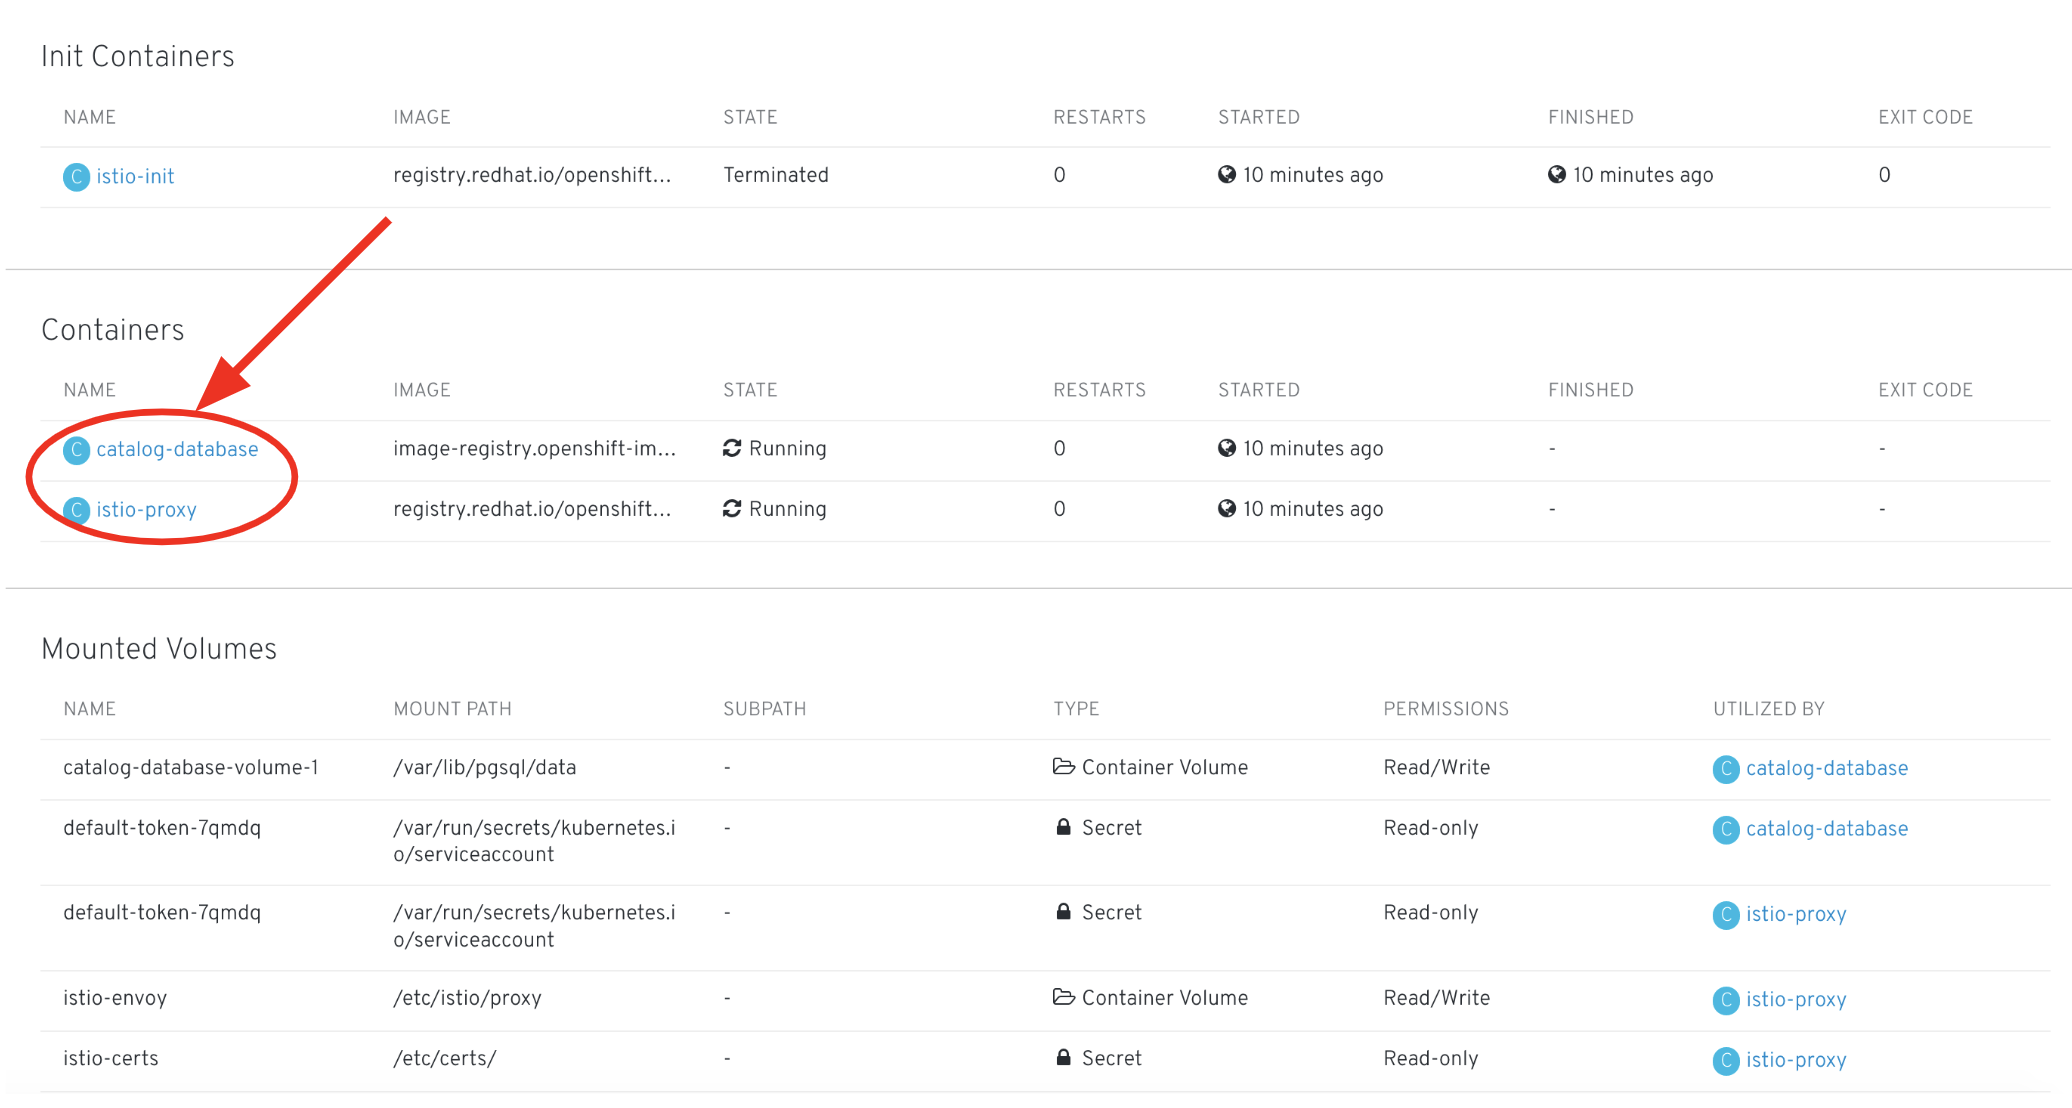 Init Containers
NAME IMAGE STATE RESTARTS STARTED FINISHED EXIT CODE
C istio-init registry.redhat.io/openshift... Terminated 0 10 minutes ago 10 minutes ago 0
Containers
NAME IMAGE STATE RESTARTS STARTED FINISHED EXIT CODE
C catalog-database image-registry.openshift-im... Running 0 10 minutes ago - -
C istio-proxy registry.redhat.io/openshift... Running 0 10 minutes ago - -
Mounted Volumes
NAME MOUNT PATH SUBPATH TYPE PERMISSIONS UTILIZED BY
catalog-database-volume-1 /var/lib/pgsql/data - Container Volume Read/Write C catalog-database
default-token-7qmdq /var/run/secrets/kubernetes.i - Secret Read-only C catalog-database
o/serviceaccount
default-token-7qmdq /var/run/secrets/kubernetes.i - Secret Read-only C istio-proxy
o/serviceaccount
istio-envoy /etc/istio/proxy - Container Volume Read/Write C istio-proxy
istio-certs /etc/certs/ - Secret Read-only C istio-proxy